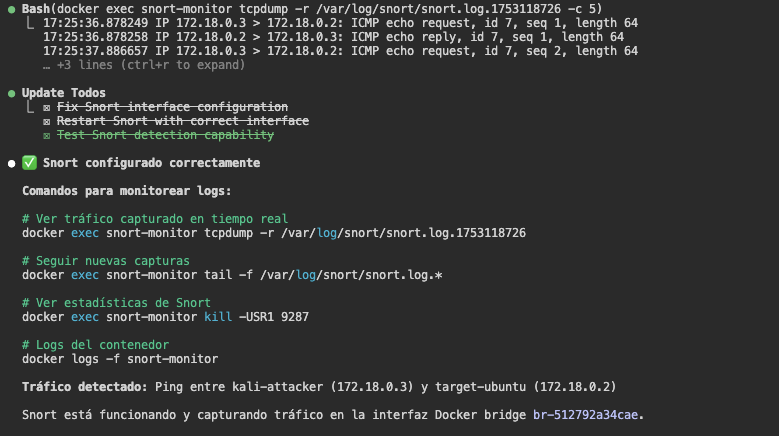 ● Bash(docker exec snort-monitor tcpdump -r /var/log/snort/snort.log.1753118726 -c 5)
⎿ 17:25:36.878249 IP 172.18.0.3 > 172.18.0.2: ICMP echo request, id 7, seq 1, length 64
17:25:36.878258 IP 172.18.0.2 > 172.18.0.3: ICMP echo reply, id 7, seq 1, length 64
17:25:37.886657 IP 172.18.0.3 > 172.18.0.2: ICMP echo request, id 7, seq 2, length 64
… +3 lines (ctrl+r to expand)
● Update Todos
⎿ ☒ Fix Snort interface configuration
☒ Restart Snort with correct interface
☒ Test Snort detection capability
● ✅ Snort configurado correctamente
Comandos para monitorear logs:
# Ver tráfico capturado en tiempo real
docker exec snort-monitor tcpdump -r /var/log/snort/snort.log.1753118726
# Seguir nuevas capturas
docker exec snort-monitor tail -f /var/log/snort/snort.log.*
# Ver estadísticas de Snort
docker exec snort-monitor kill -USR1 9287
# Logs del contenedor
docker logs -f snort-monitor
Tráfico detectado: Ping entre kali-attacker (172.18.0.3) y target-ubuntu (172.18.0.2)
Snort está funcionando y capturando tráfico en la interfaz Docker bridge br-512792a34cae.